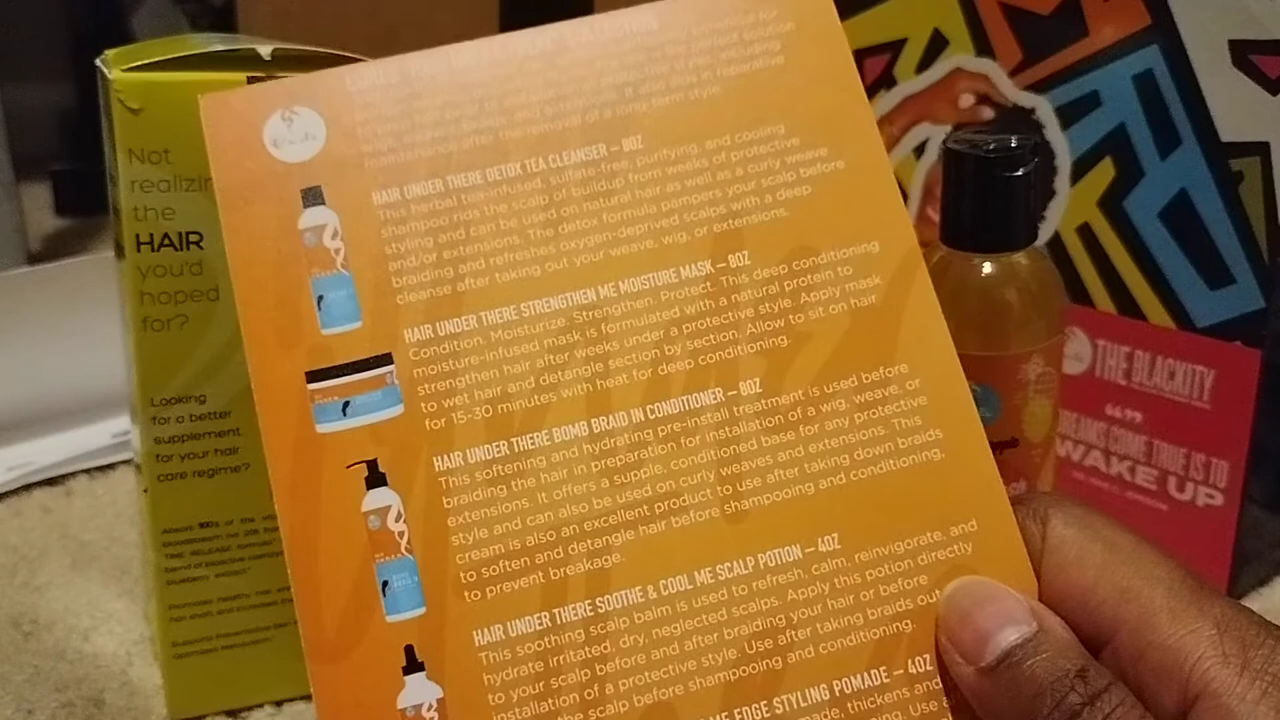 Not
realizing
the
HAIR
you'd
hoped
for?
Looking
for a better
supplement
for your hair
care regime?
maintenance after the removal of a long-term style.
HAIR UNDER THERE DETOX TEA CLEANSER – 8OZ
This herbal tea-infused, sulfate-free, purifying, and cooling
shampoo rids the scalp of buildup from weeks of protective
styling and can be used on natural hair as well as a curly weave
and/or extensions. The detox formula pampers your scalp before
braiding and refreshes oxygen-deprived scalps with a deep
cleanse after taking out your weave, wig, or extensions.
HAIR UNDER THERE STRENGTHEN ME MOISTURE MASK – 8OZ
Condition. Moisturize. Strengthen. Protect. This deep conditioning
moisture-infused mask is formulated with a natural protein to
strengthen hair after weeks under a protective style. Apply mask
to wet hair and detangle section by section. Allow to sit on hair
for 15-30 minutes with heat for deep conditioning.
HAIR UNDER THERE BOMB BRAID IN CONDITIONER – 8OZ
This softening and hydrating pre-install treatment is used before
braiding the hair in preparation for installation of a wig, weave, or
extensions. It offers a supple, conditioned base for any protective
style and can also be used on curly weaves and extensions. This
cream is also an excellent product to use after taking down braids
to soften and detangle hair before shampooing and conditioning,
to prevent breakage.
HAIR UNDER THERE SOOTHE & COOL ME SCALP POTION – 4OZ
This soothing scalp balm is used to refresh, calm, reinvigorate, and
hydrate irritated, dry, neglected scalps. Apply this potion directly
to your scalp before and after braiding your hair or before
installation of a protective style. Use after taking braids out
the scalp before shampooing and conditioning.
ME EDGE STYLING POMADE – 4OZ
THE BLACKITY
COME TRUE IS TO
WAKE UP